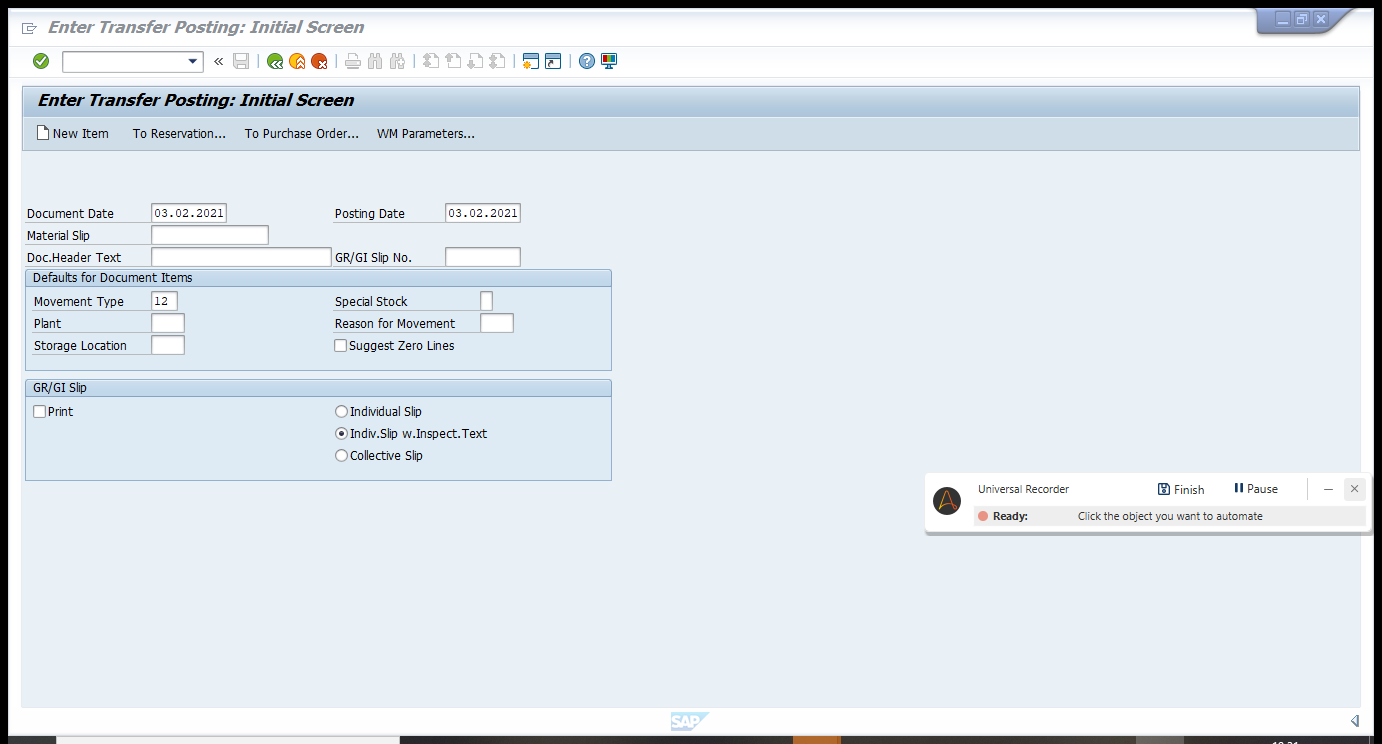 Enter Transfer Posting: Initial Screen
«
Enter Transfer Posting: Initial Screen
New Item To Reservation... To Purchase Order... WM Parameters...
Document Date 03.02.2021 Posting Date 03.02.2021
Material Slip
Doc.Header Text GR/GI Slip No.
Defaults for Document Items
Movement Type 12 Special Stock
Plant Reason for Movement
Storage Location Suggest Zero Lines
GR/GI Slip
Print Individual Slip
Indiv.Slip w.Inspect.Text
Collective Slip
Universal Recorder Finish Pause
Ready: Click the object you want to automate
SAP